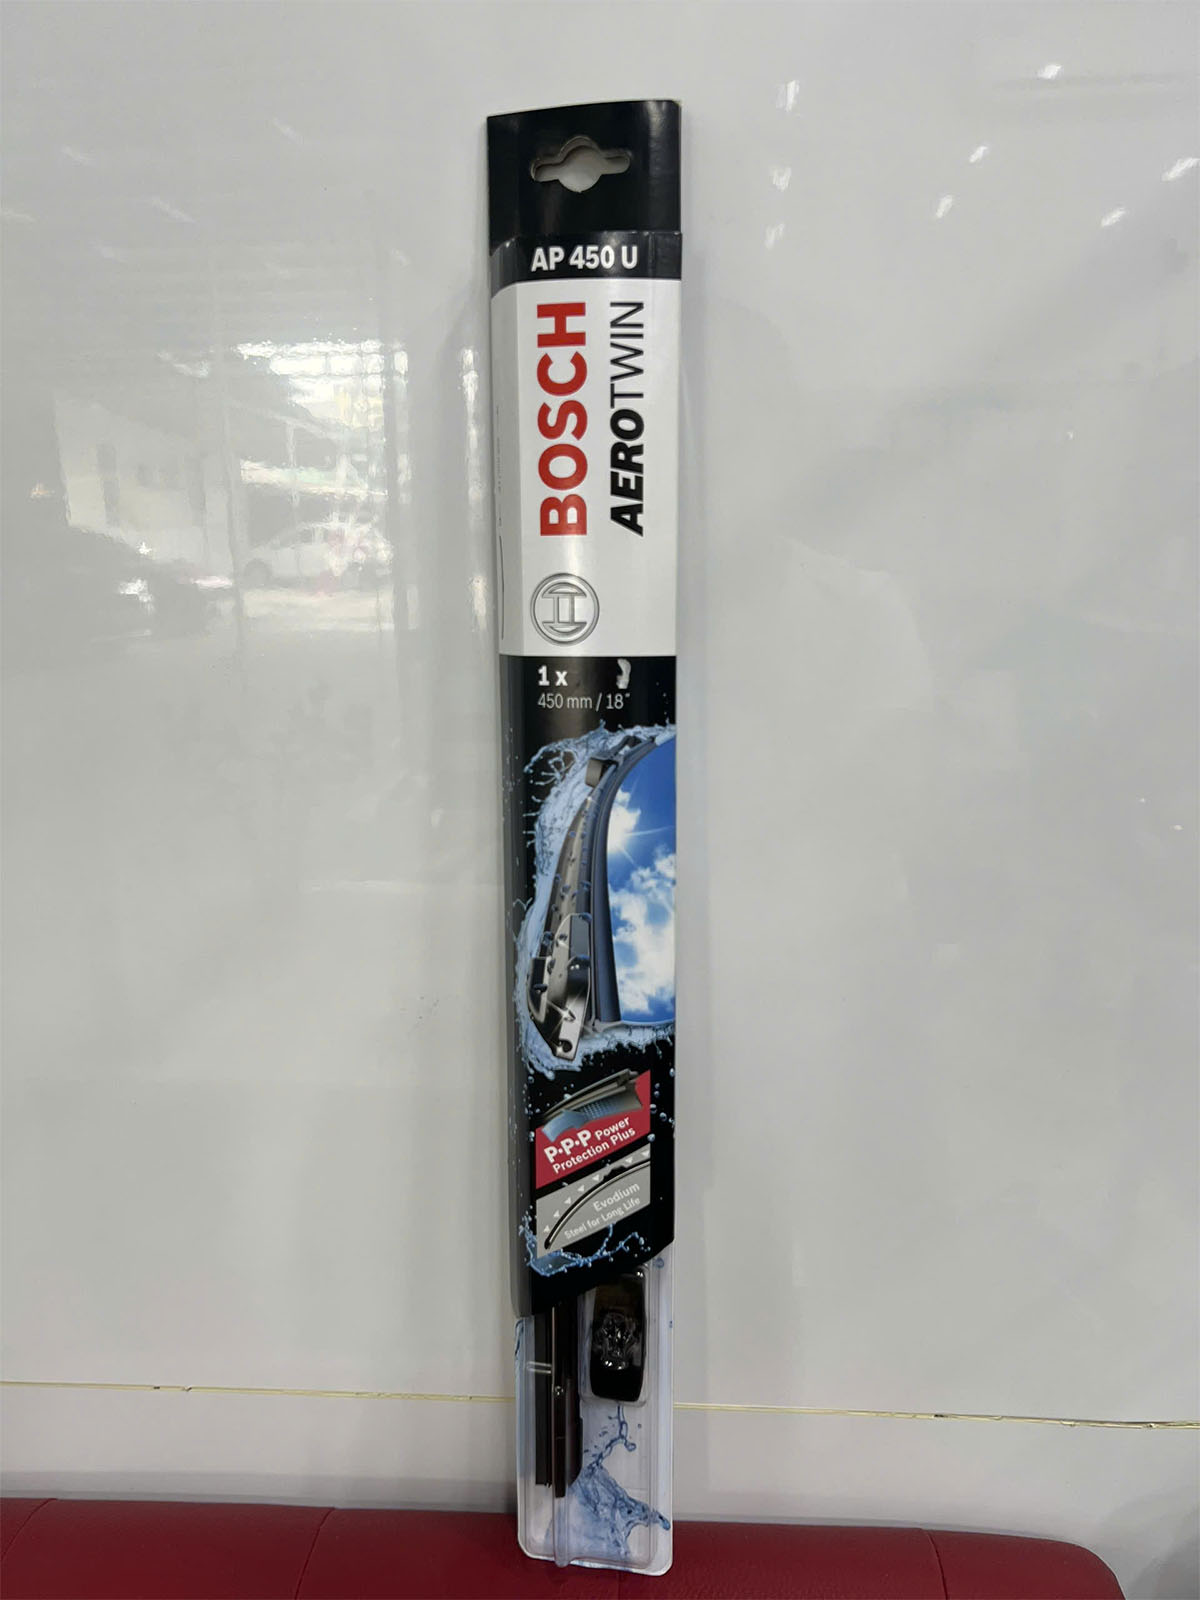 AP 450 U
BOSCH
AEROTWIN
1 x
450 mm / 18"
P·P·P Power
Protection Plus
Evodium
Steel for Long Life